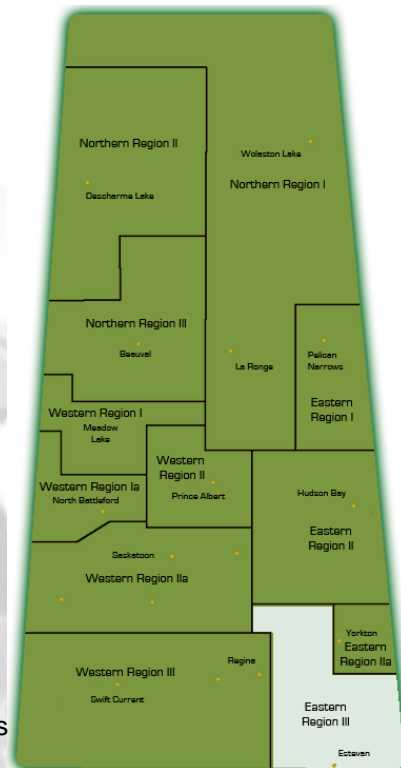 Northern Region II
Wolaston Lake
Northern Region I
Descharme Lake
Northern Region III
Beauval
La Ronge
Pelican
Narrows
Eastern
Region I
Western Region I
Meadow
Lake
Western
Region II
Prince Albert
Western Region Ia
North Battleford
Hudson Bay
Eastern
Region II
Saskatoon
Western Region IIa
Yorkton
Eastern
Region IIa
Regina
Western Region III
Swift Current
Eastern
Region III
s
Estevan